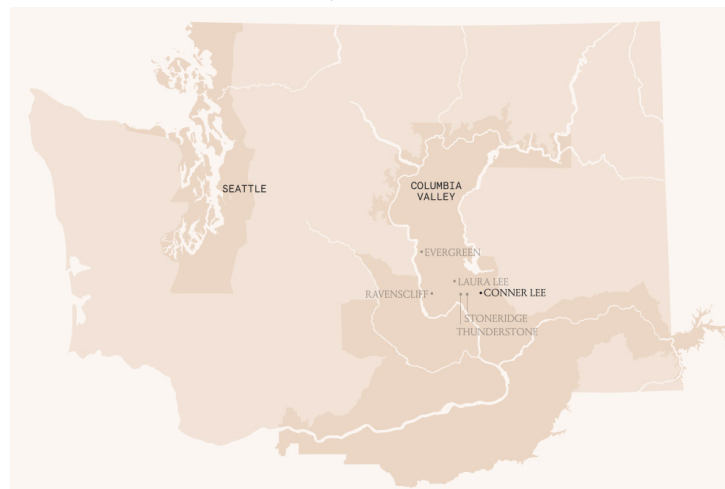 SEATTLE
COLUMBIA
VALLEY
EVERGREEN
LAURA LEE
RAVENSCLIFF
CONNER LEE
STONERIDGE
THUNDERSTONE